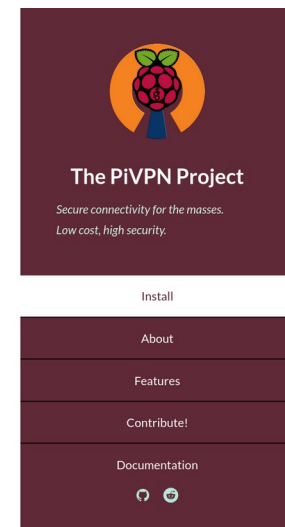 The PiVPN Project
Secure connectivity for the masses.
Low cost, high security.
Install
About
Features
Contribute!
Documentation